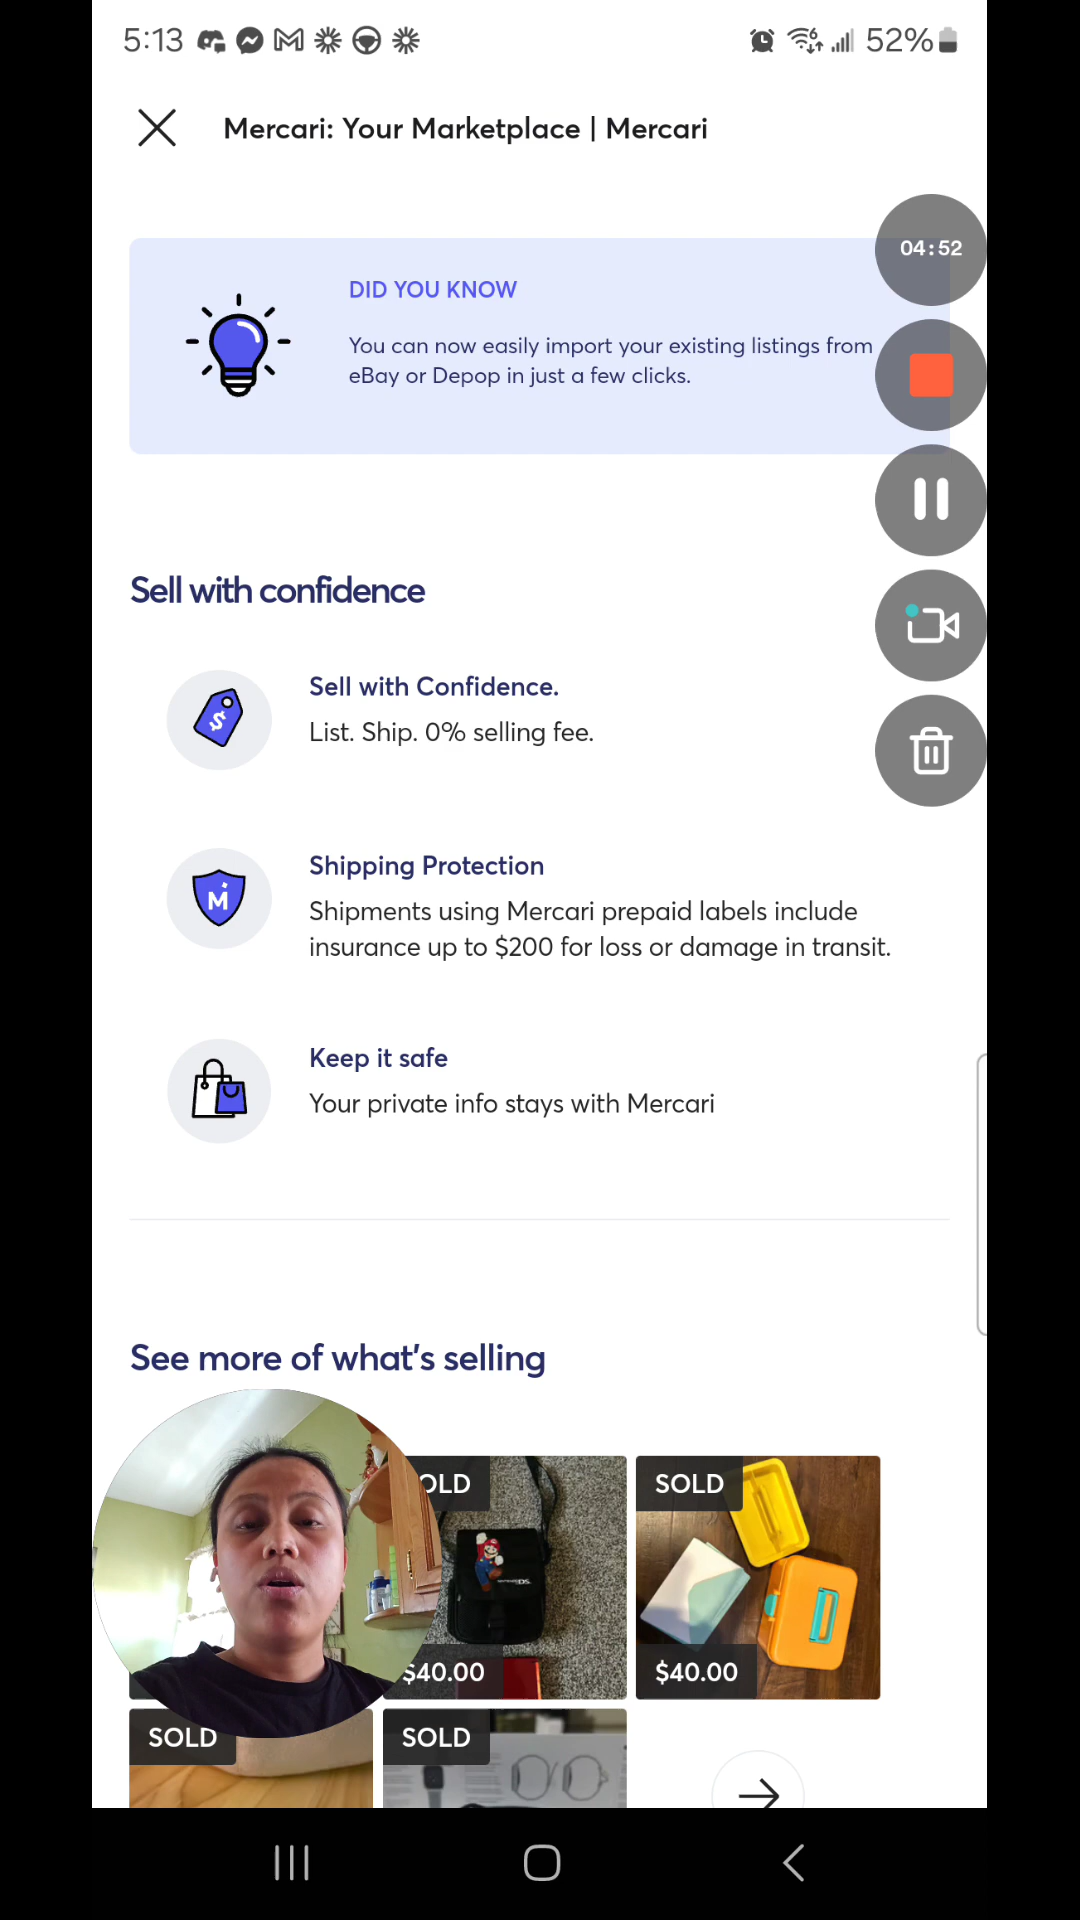 5:13
52%
Mercari: Your Marketplace | Mercari
04:52
DID YOU KNOW
You can now easily import your existing listings from
eBay or Depop in just a few clicks.
Sell with confidence
Sell with Confidence.
List. Ship. 0% selling fee.
Shipping Protection
Shipments using Mercari prepaid labels include
insurance up to $200 for loss or damage in transit.
Keep it safe
Your private info stays with Mercari
See more of what's selling
OLD
SOLD
$40.00
$40.00
SOLD
SOLD